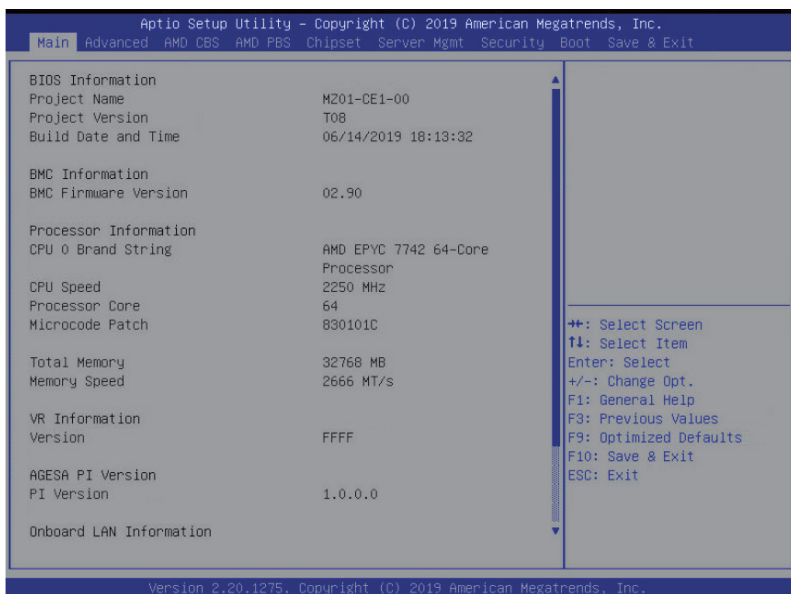 Aptio Setup Utility – Copyright (C) 2019 American Megatrends, Inc.
Main Advanced AMD CBS AMD PBS Chipset Server Mgmt Security Boot Save & Exit
BIOS Information
Project Name MZ01-CE1-00
Project Version T08
Build Date and Time 06/14/2019 18:13:32
BMC Information
BMC Firmware Version 02.90
Processor Information
CPU 0 Brand String AMD EPYC 7742 64-Core
Processor
CPU Speed 2250 MHz
Processor Core 64
Microcode Patch 830101C
Total Memory 32768 MB
Memory Speed 2666 MT/s
VR Information
Version FFFF
AGESA PI Version
PI Version 1.0.0.0
Onboard LAN Information
→←: Select Screen
↑↓: Select Item
Enter: Select
+/-: Change Opt.
F1: General Help
F3: Previous Values
F9: Optimized Defaults
F10: Save & Exit
ESC: Exit
Version 2.20.1275. Copyright (C) 2019 American Megatrends, Inc.